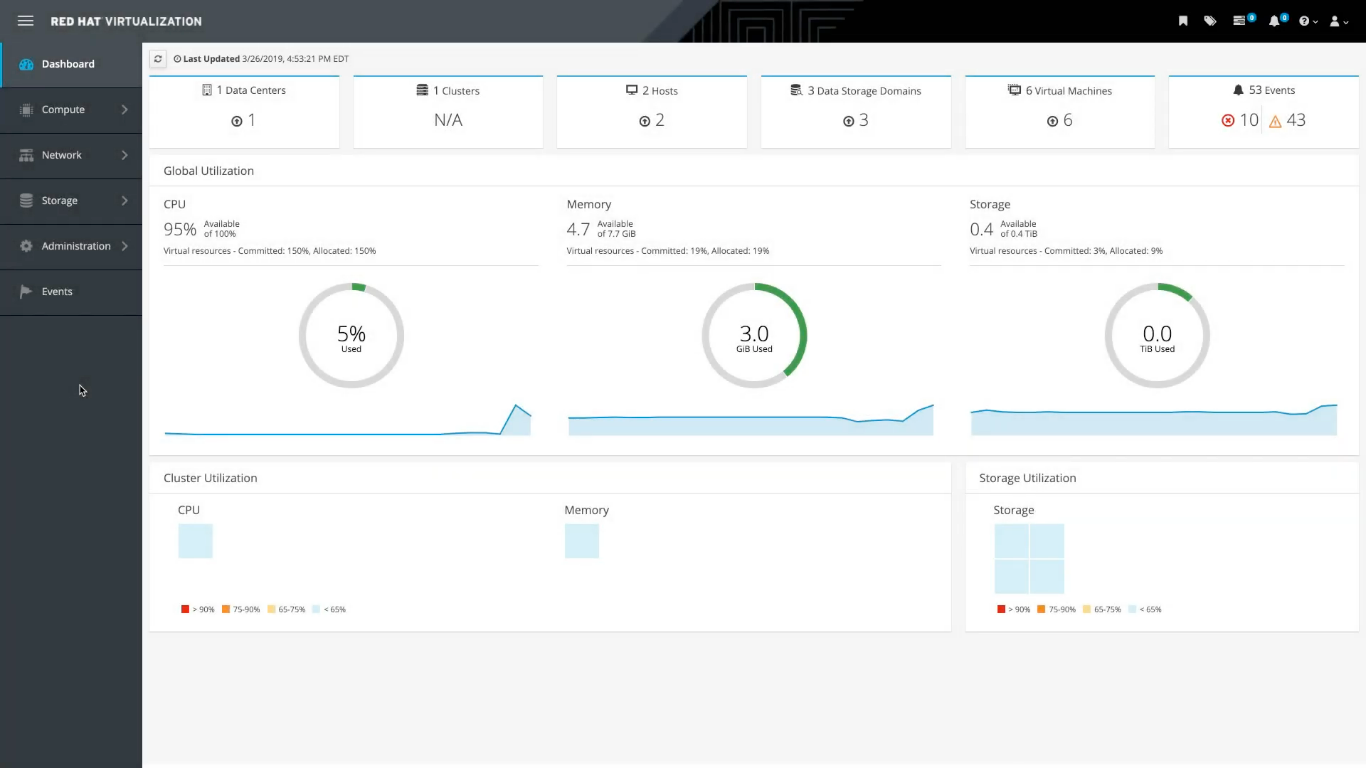 RED HAT VIRTUALIZATION
0
0
Dashboard
Compute
Network
Storage
Administration
Events
Last Updated 3/26/2019, 4:53:21 PM EDT
1 Data Centers
1
1 Clusters
N/A
2 Hosts
2
3 Data Storage Domains
3
6 Virtual Machines
6
53 Events
10
43
Global Utilization
CPU
95% Available
of 100%
Virtual resources - Committed: 150%, Allocated: 150%
5%
Used
Memory
4.7 Available
of 7.7 GiB
Virtual resources - Committed: 19%, Allocated: 19%
3.0
GiB Used
Storage
0.4 Available
of 0.4 TiB
Virtual resources - Committed: 3%, Allocated: 9%
0.0
TiB Used
Cluster Utilization
CPU
Memory
> 90% 75-90% 65-75% < 65%
Storage Utilization
Storage
> 90% 75-90% 65-75% < 65%